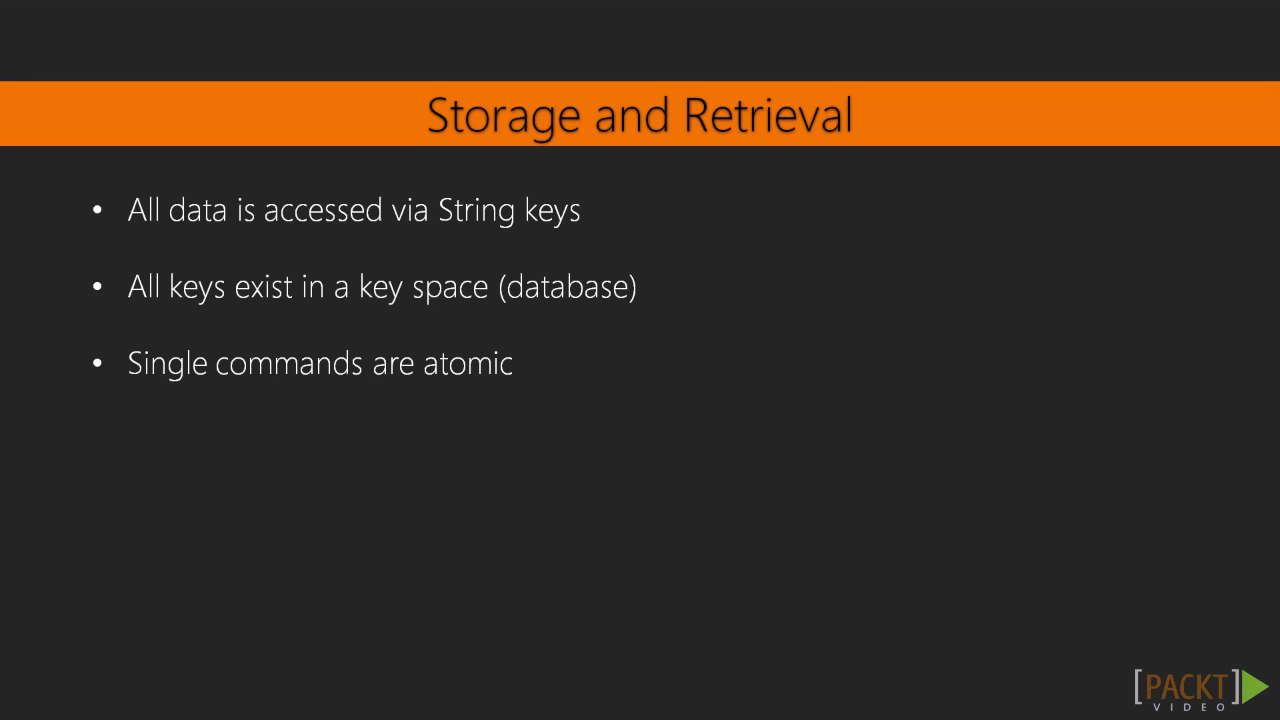 Storage and Retrieval
• All data is accessed via String keys
• All keys exist in a key space (database)
• Single commands are atomic
[PACKT]
VIDEO